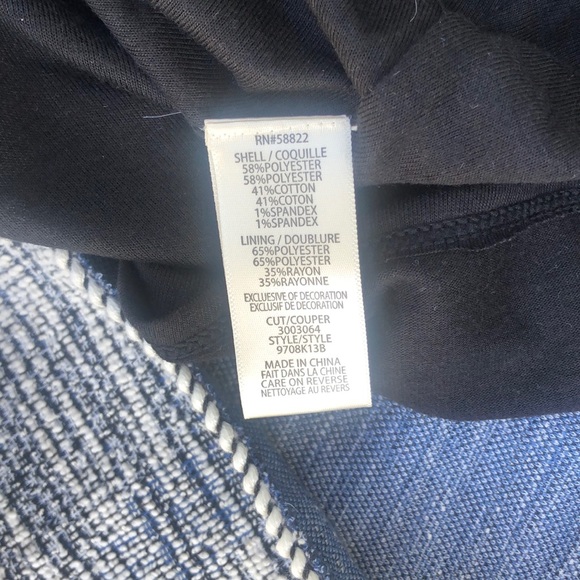 RN#58822
SHELL / COQUILLE
58%POLYESTER
58%POLYESTER
41%COTTON
41%COTON
1%SPANDEX
1%SPANDEX
LINING / DOUBLURE
65%POLYESTER
65%POLYESTER
35%RAYON
35%RAYONNE
EXCLUSIVE OF DECORATION
EXCLUSIF DE DECORATION
CUT/COUPER
3003064
STYLE/STYLE
9708K13B
MADE IN CHINA
FAIT DANS LA CHINE
CARE ON REVERSE
NETTOYAGE AU REVERS